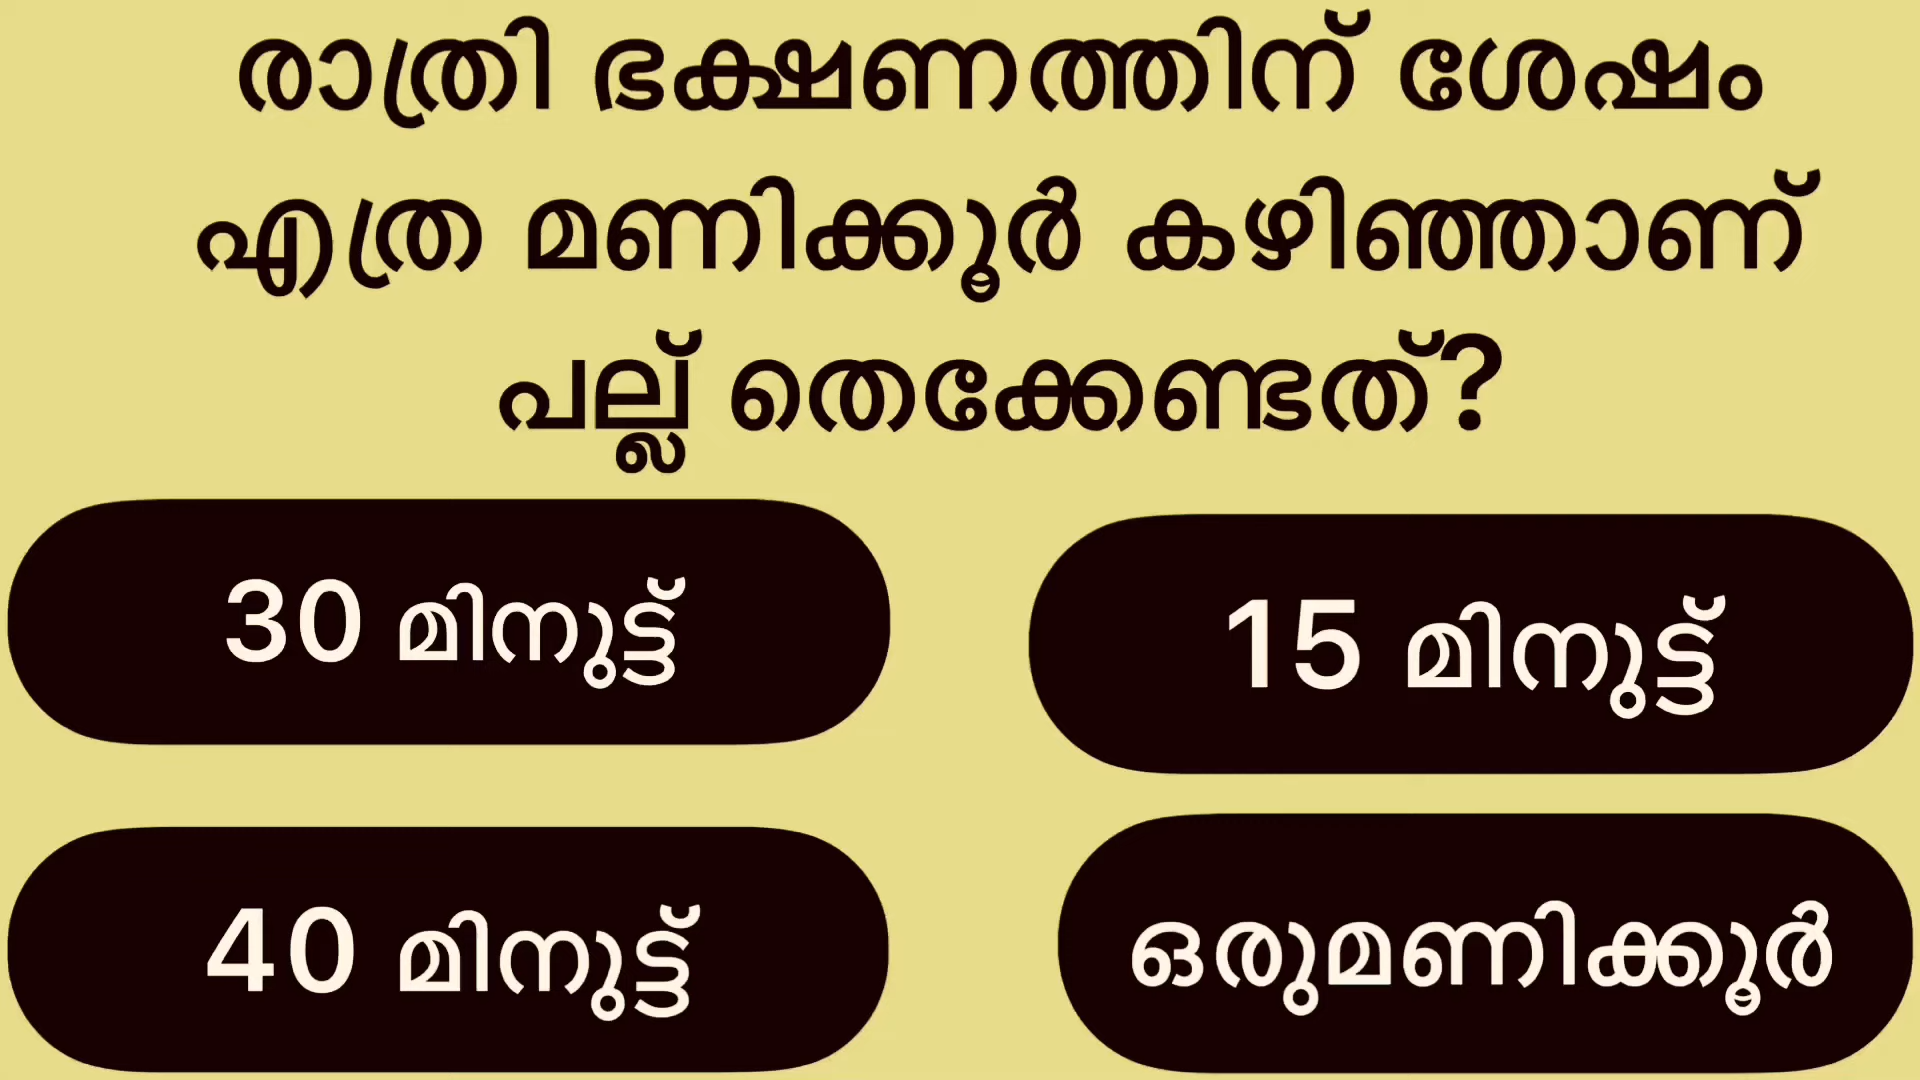 രാത്രി ഭക്ഷണത്തിന് ശേഷം
എത്ര മണിക്കൂർ കഴിഞ്ഞാണ്
പല്ല് തെക്കേണ്ടത്?
30 മിനുട്ട്
15 മിനുട്ട്
40 മിനുട്ട്
ഒരുമണിക്കൂർ